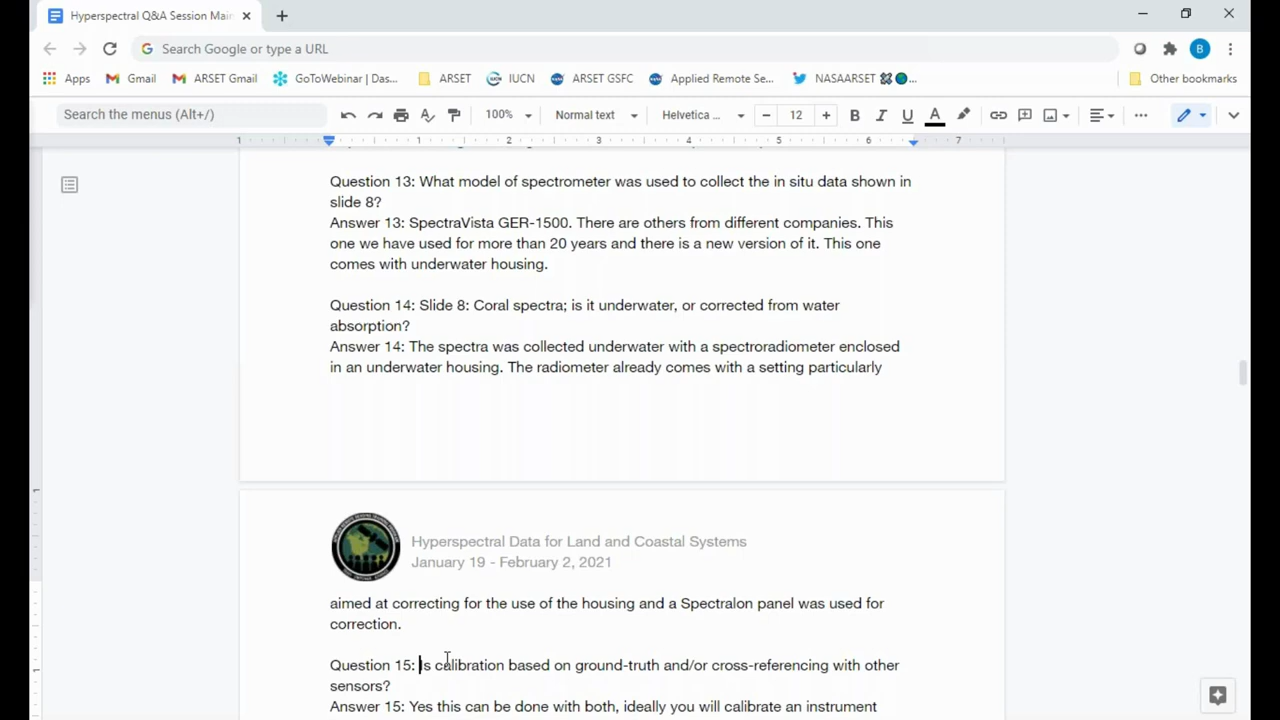 Hyperspectral Q&A Session Main
Search Google or type a URL
B
Apps
Gmail
ARSET Gmail
GoToWebinar | Das...
ARSET
IUCN
ARSET GSFC
Applied Remote Se...
NASAARSET
Other bookmarks
Search the menus (Alt+/)
100%
Normal text
Helvetica ...
12
B I U A
1 1 2 3 4 5 6 7
Question 13: What model of spectrometer was used to collect the in situ data shown in
slide 8?
Answer 13: SpectraVista GER-1500. There are others from different companies. This
one we have used for more than 20 years and there is a new version of it. This one
comes with underwater housing.
Question 14: Slide 8: Coral spectra; is it underwater, or corrected from water
absorption?
Answer 14: The spectra was collected underwater with a spectroradiometer enclosed
in an underwater housing. The radiometer already comes with a setting particularly
Hyperspectral Data for Land and Coastal Systems
January 19 - February 2, 2021
aimed at correcting for the use of the housing and a Spectralon panel was used for
correction.
Question 15: Is calibration based on ground-truth and/or cross-referencing with other
sensors?
Answer 15: Yes this can be done with both, ideally you will calibrate an instrument